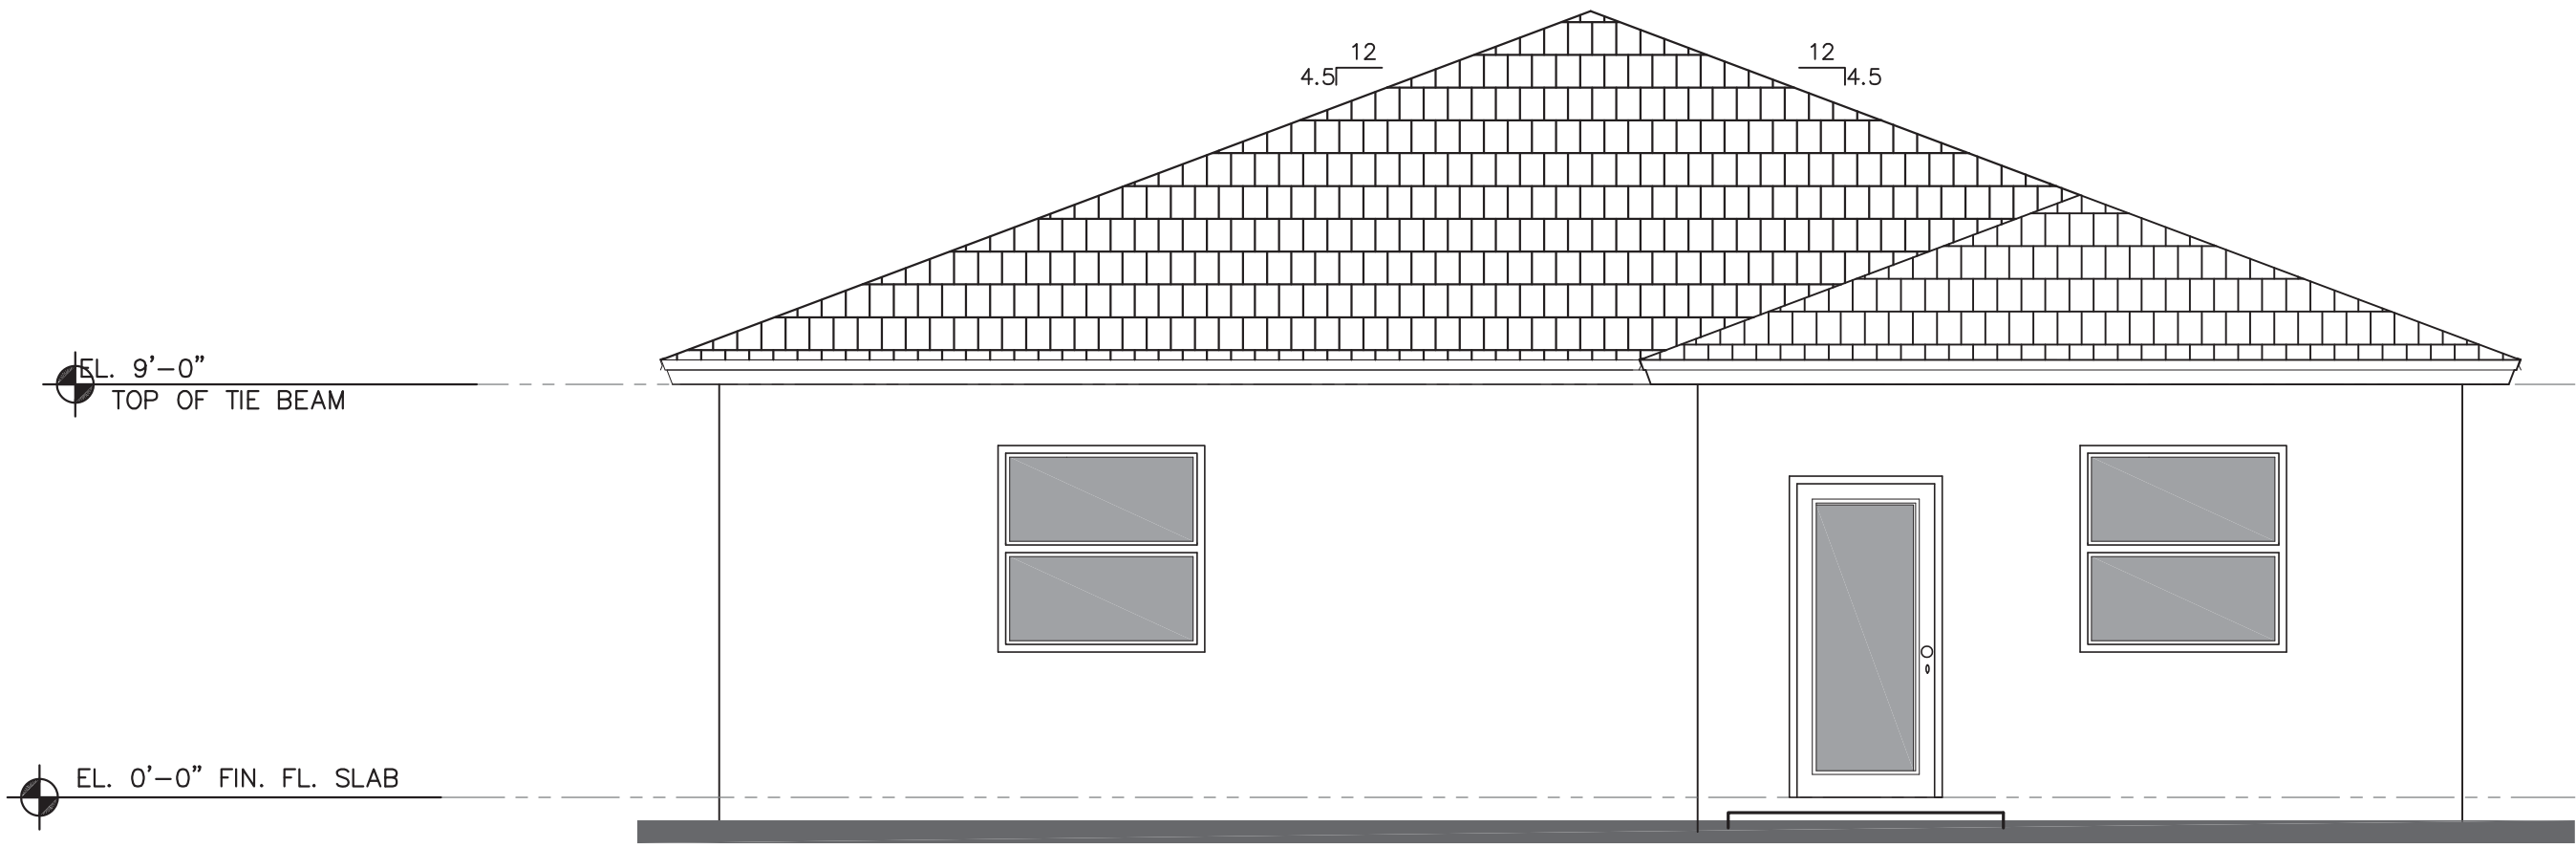 12
4.5
12
4.5
EL. 9'-0"
TOP OF TIE BEAM
EL. 0'-0" FIN. FL. SLAB